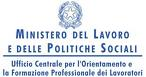 MINISTERO DEL LAVORO
E DELLE POLITICHE SOCIALI
Ufficio Centrale per l'Orientamento e
la Formazione Professionale dei Lavoratori